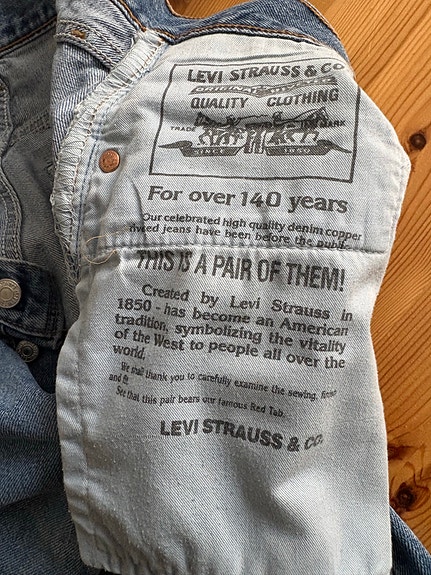 LEVI STRAUSS & CO
ORIGINAL RIVETED
QUALITY CLOTHING
TRADE MARK
SINCE 1850
For over 140 years
Our celebrated high quality denim copper
riveted jeans have been before the public
THIS IS A PAIR OF THEM!
Created by Levi Strauss in
1850 - has become an American
tradition, symbolizing the vitality
of the West to people all over the
world.
We shall thank you to carefully examine the sewing, finish
and fit.
See that this pair bears our famous Red Tab.
LEVI STRAUSS & CO.